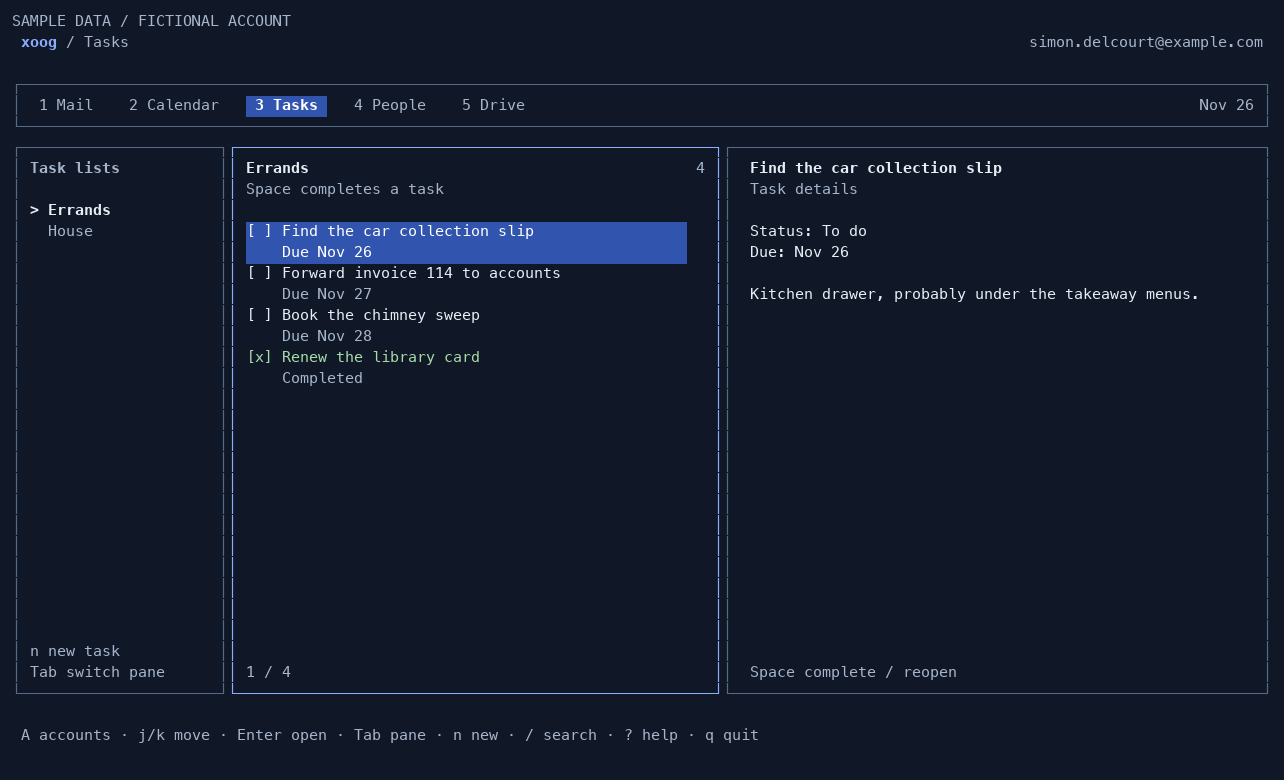 SAMPLE DATA / FICTIONAL ACCOUNT
xoog / Tasks simon.delcourt@example.com
1 Mail 2 Calendar 3 Tasks 4 People 5 Drive Nov 26
Task lists
> Errands
House
n new task
Tab switch pane
Errands 4
Space completes a task
[ ] Find the car collection slip
Due Nov 26
[ ] Forward invoice 114 to accounts
Due Nov 27
[ ] Book the chimney sweep
Due Nov 28
[x] Renew the library card
Completed
1 / 4
Find the car collection slip
Task details
Status: To do
Due: Nov 26
Kitchen drawer, probably under the takeaway menus.
Space complete / reopen
A accounts · j/k move · Enter open · Tab pane · n new · / search · ? help · q quit